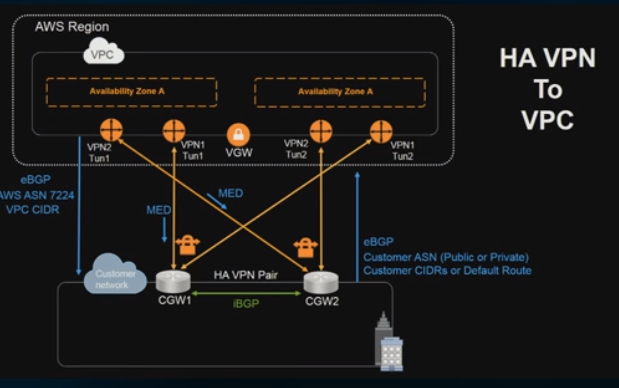 AWS Region
VPC
Availability Zone A
Availability Zone A
HA VPN
To
VPC
VPN2
Tun1
VPN1
Tun1
VGW
VPN2
Tun2
VPN1
Tun2
eBGP
AWS ASN 7224
VPC CIDR
MED
MED
eBGP
Customer ASN (Public or Private)
Customer CIDRs or Default Route
Customer
network
CGW1
HA VPN Pair
iBGP
CGW2